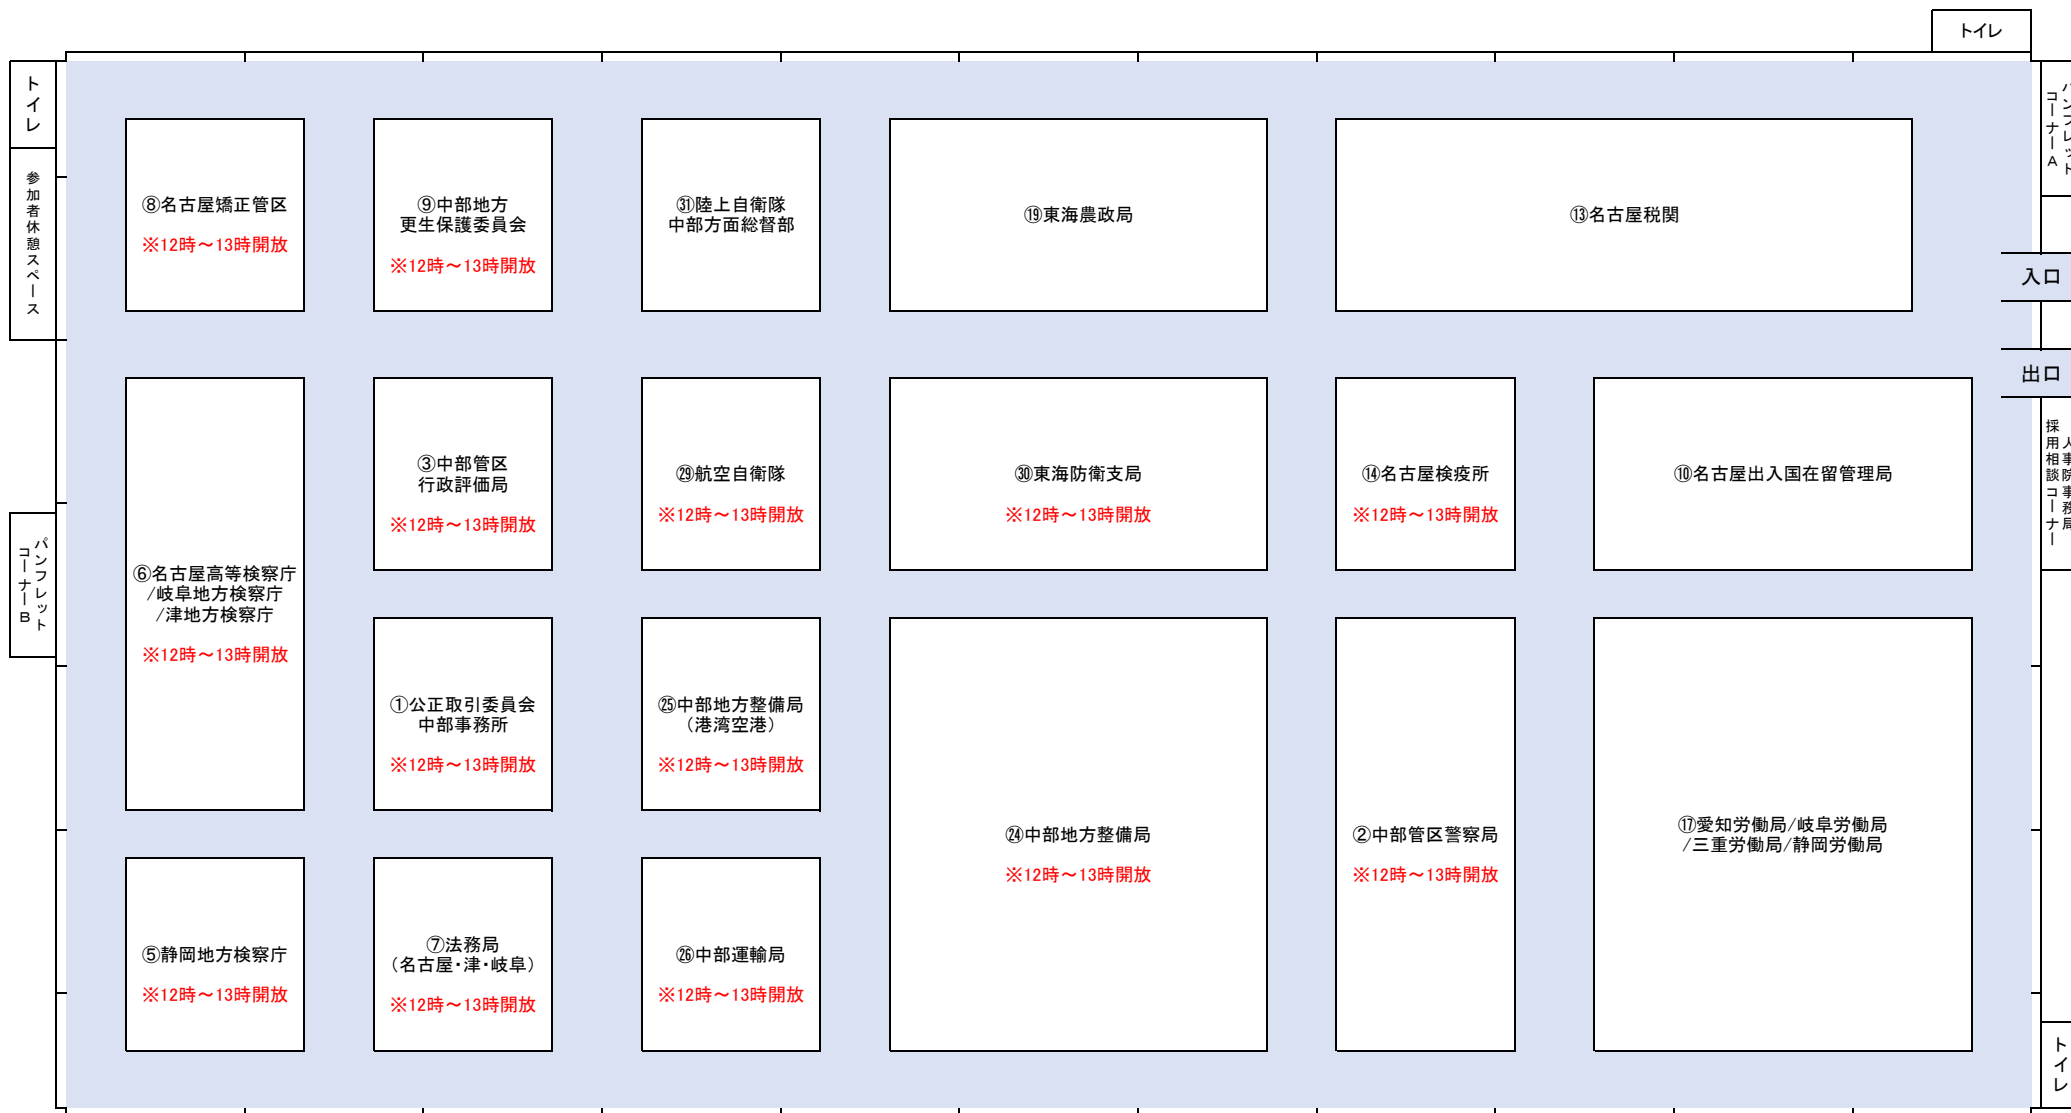 トイレ
トイレ
参加者休憩スペース
パンフレット
コーナーA
⑧名古屋矯正管区
※12時～13時開放
⑨中部地方
更生保護委員会
※12時～13時開放
㉛陸上自衛隊
中部方面総督部
⑲東海農政局
⑬名古屋税関
入口
出口
人事院事務局
採用相談コーナー
⑥名古屋高等検察庁
/岐阜地方検察庁
/津地方検察庁
※12時～13時開放
③中部管区
行政評価局
※12時～13時開放
㉙航空自衛隊
※12時～13時開放
㉚東海防衛支局
※12時～13時開放
⑭名古屋検疫所
※12時～13時開放
⑩名古屋出入国在留管理局
パンフレット
コーナーB
①公正取引委員会
中部事務所
※12時～13時開放
㉕中部地方整備局
（港湾空港）
※12時～13時開放
㉔中部地方整備局
※12時～13時開放
②中部管区警察局
※12時～13時開放
⑰愛知労働局/岐阜労働局
/三重労働局/静岡労働局
⑤静岡地方検察庁
※12時～13時開放
⑦法務局
（名古屋・津・岐阜）
※12時～13時開放
㉖中部運輸局
※12時～13時開放
トイレ